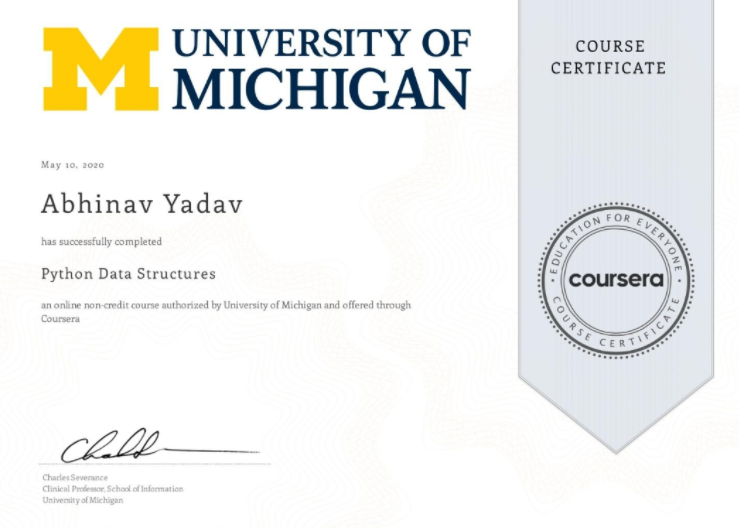 UNIVERSITY OF
MICHIGAN
COURSE
CERTIFICATE
May 10, 2020
Abhinav Yadav
has successfully completed
Python Data Structures
an online non-credit course authorized by University of Michigan and offered through
Coursera
EDUCATION FOR EVERYONE
coursera
COURSE CERTIFICATE
Charles Severance
Clinical Professor, School of Information
University of Michigan